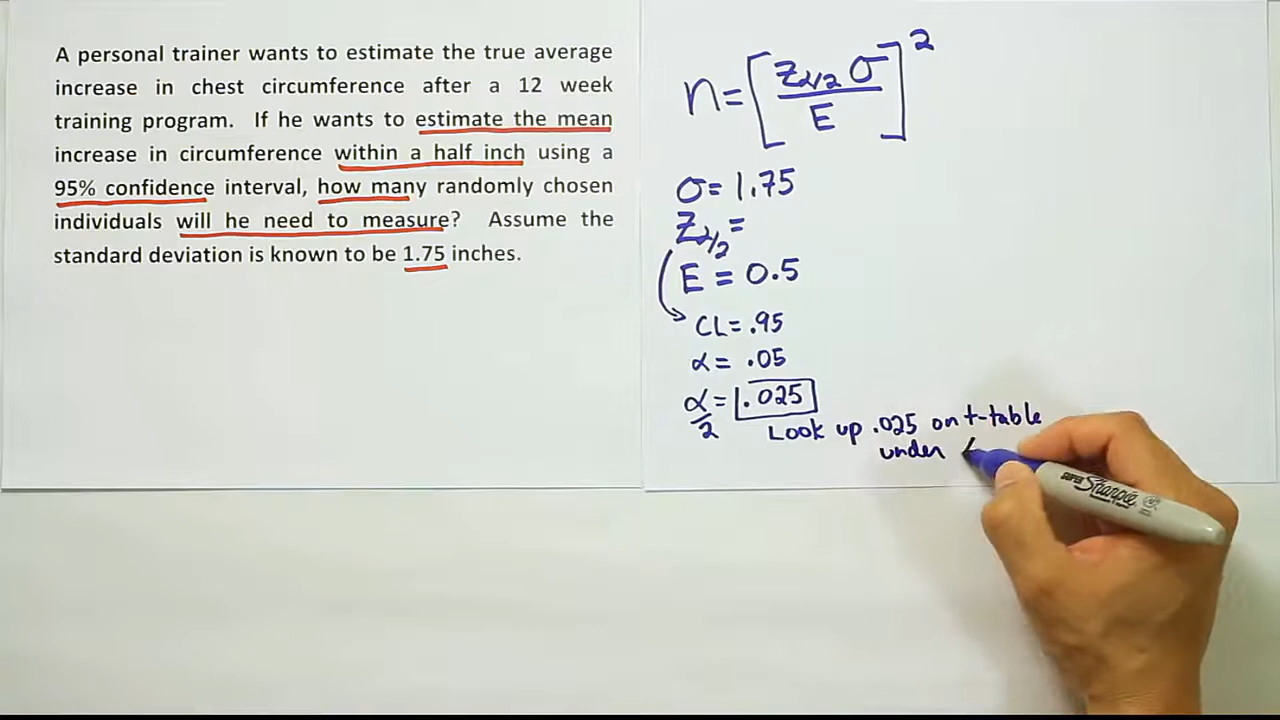 A personal trainer wants to estimate the true average
increase in chest circumference after a 12 week
training program. If he wants to estimate the mean
increase in circumference within a half inch using a
95% confidence interval, how many randomly chosen
individuals will he need to measure? Assume the
standard deviation is known to be 1.75 inches.
n = [Zα/2 σ / E]²
σ = 1.75
Zα/2 =
E = 0.5
CL = .95
α = .05
α/2 = .025
Look up .025 on t-table
under
SUPER Sharpie